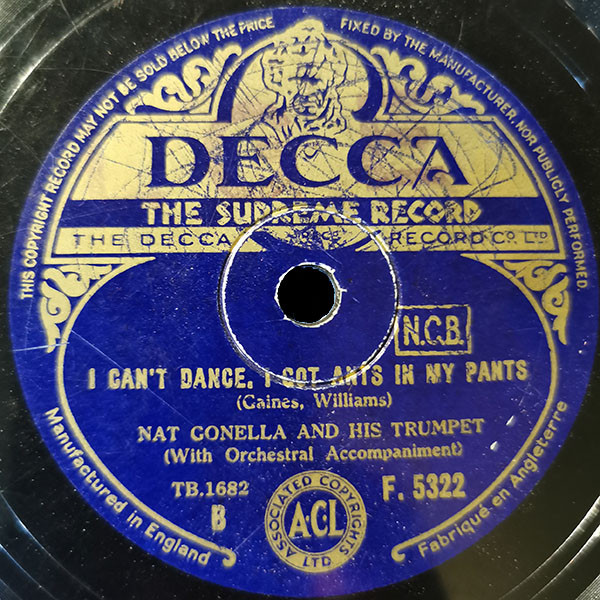 THIS COPYRIGHT RECORD MAY NOT BE SOLD BELOW THE PRICE FIXED BY THE MANUFACTURER, NOR PUBLICLY PERFORMED.
DECCA
THE SUPREME RECORD
THE DECCA RECORD Co. LTD
N.C.B.
I CAN'T DANCE. I GOT ANTS IN MY PANTS
(Gaines, Williams)
NAT GONELLA AND HIS TRUMPET
(With Orchestral Accompaniment)
TB.1682
F. 5322
B
ASSOCIATED COPYRIGHTS LTD
ACL
Manufactured in England
Fabriqué en Angleterre